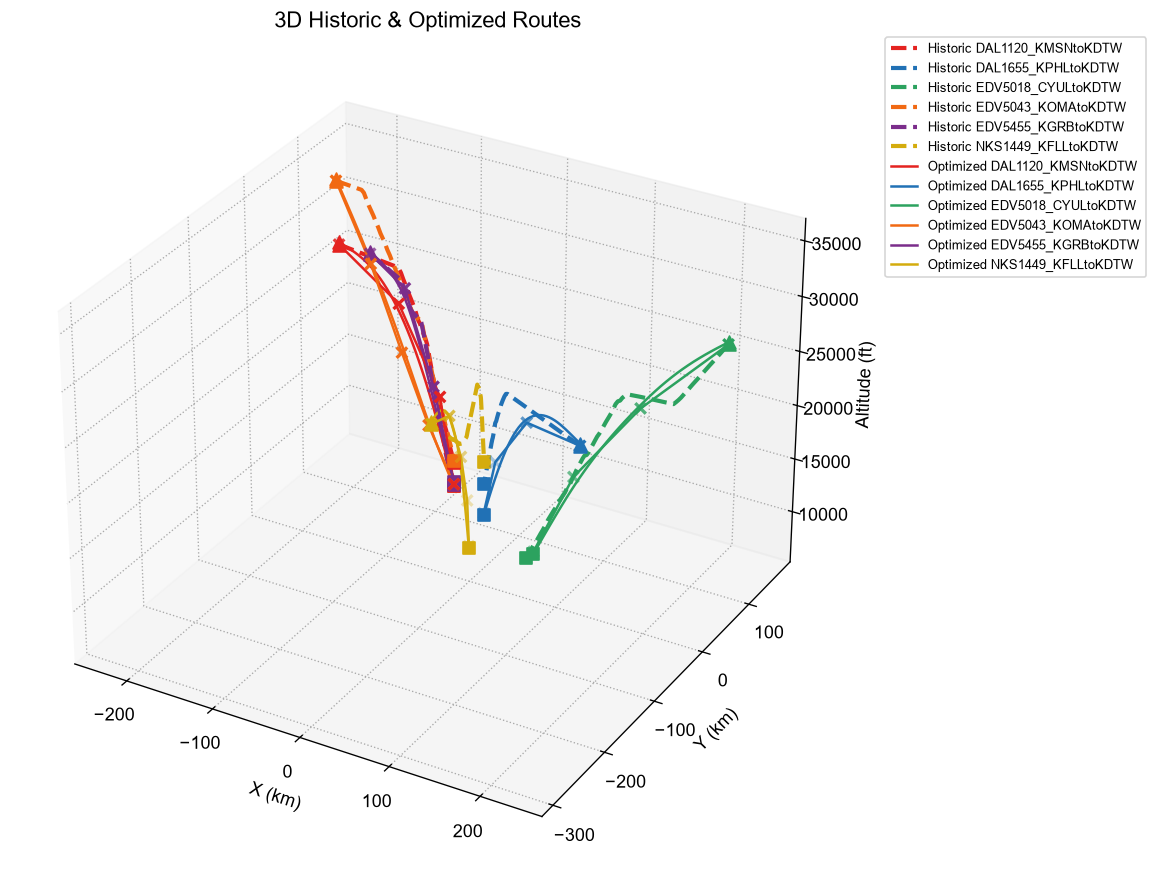 3D Historic & Optimized Routes
Historic DAL1120_KMSNtoKDTW
Historic DAL1655_KPHLtoKDTW
Historic EDV5018_CYULtoKDTW
Historic EDV5043_KOMAtoKDTW
Historic EDV5455_KGRBtoKDTW
Historic NKS1449_KFLLtoKDTW
Optimized DAL1120_KMSNtoKDTW
Optimized DAL1655_KPHLtoKDTW
Optimized EDV5018_CYULtoKDTW
Optimized EDV5043_KOMAtoKDTW
Optimized EDV5455_KGRBtoKDTW
Optimized NKS1449_KFLLtoKDTW
35000
30000
25000
20000
15000
10000
Altitude (ft)
100
0
−100
−200
−300
Y (km)
−200
−100
0
100
200
X (km)